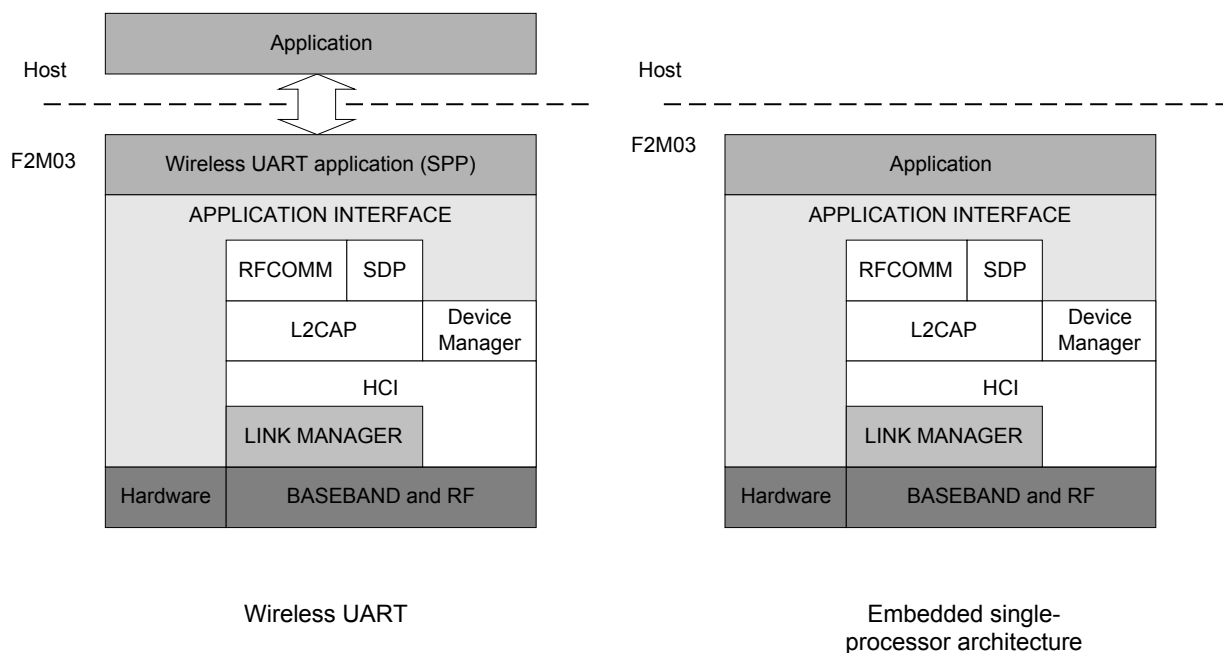 Application
Host
F2M03
Wireless UART application (SPP)
APPLICATION INTERFACE
RFCOMM
SDP
L2CAP
Device
Manager
HCI
LINK MANAGER
Hardware
BASEBAND and RF
Wireless UART
Host
F2M03
Application
APPLICATION INTERFACE
RFCOMM
SDP
L2CAP
Device
Manager
HCI
LINK MANAGER
Hardware
BASEBAND and RF
Embedded single-
processor architecture